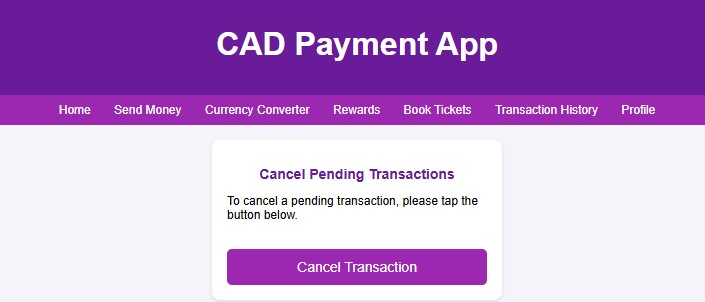 CAD Payment App
Home Send Money Currency Converter Rewards Book Tickets Transaction History Profile
Cancel Pending Transactions
To cancel a pending transaction, please tap the
button below.
Cancel Transaction